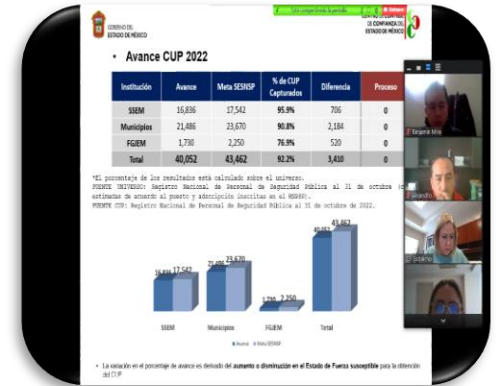 GOBIERNO DEL
ESTADO DE MÉXICO
DE CONFIANZA DEL
ESTADO DE MÉXICO
• Avance CUP 2022
Institución Avance Meta SESNSP % de CUP Capturados Diferencia Proceso
SSEM 16,836 17,542 95.9% 706 0
Municipios 21,486 23,670 90.8% 2,184 0
FGJEM 1,730 2,250 76.9% 520 0
Total 40,052 43,462 92.2% 3,410 0
*El porcentaje de los resultados está calculado sobre el universo.
FUENTE UNIVERSO: Registro Nacional de Personal de Seguridad Pública al 31 de octubre
estimadas de acuerdo al puesto y adscripción inscritas en el RNPSP).
FUENTE CUP: Registro Nacional de Personal de Seguridad Pública al 31 de octubre de 2022.
16,836 17,542
21,486 23,670
1,730 2,250
40,052 43,462
SSEM Municipios FGJEM Total
Avance Meta SESNSP
• La variación en el porcentaje de avance es derivado del aumento o disminución en el Estado de Fuerza susceptible para la obtención
del CUP